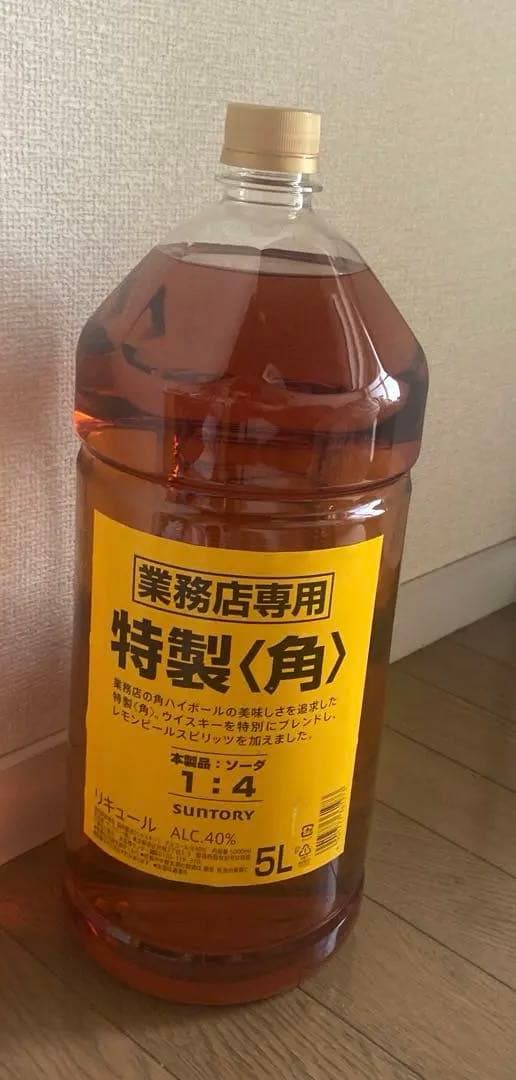 業務店専用
特製〈角〉
業務店の角ハイボールの美味しさを追求した
特製〈角〉。ウイスキーを特別にブレンドし、
レモンピールスピリッツを加えました。
本製品：ソーダ
1：4
SUNTORY
リキュール ALC.40%
5L